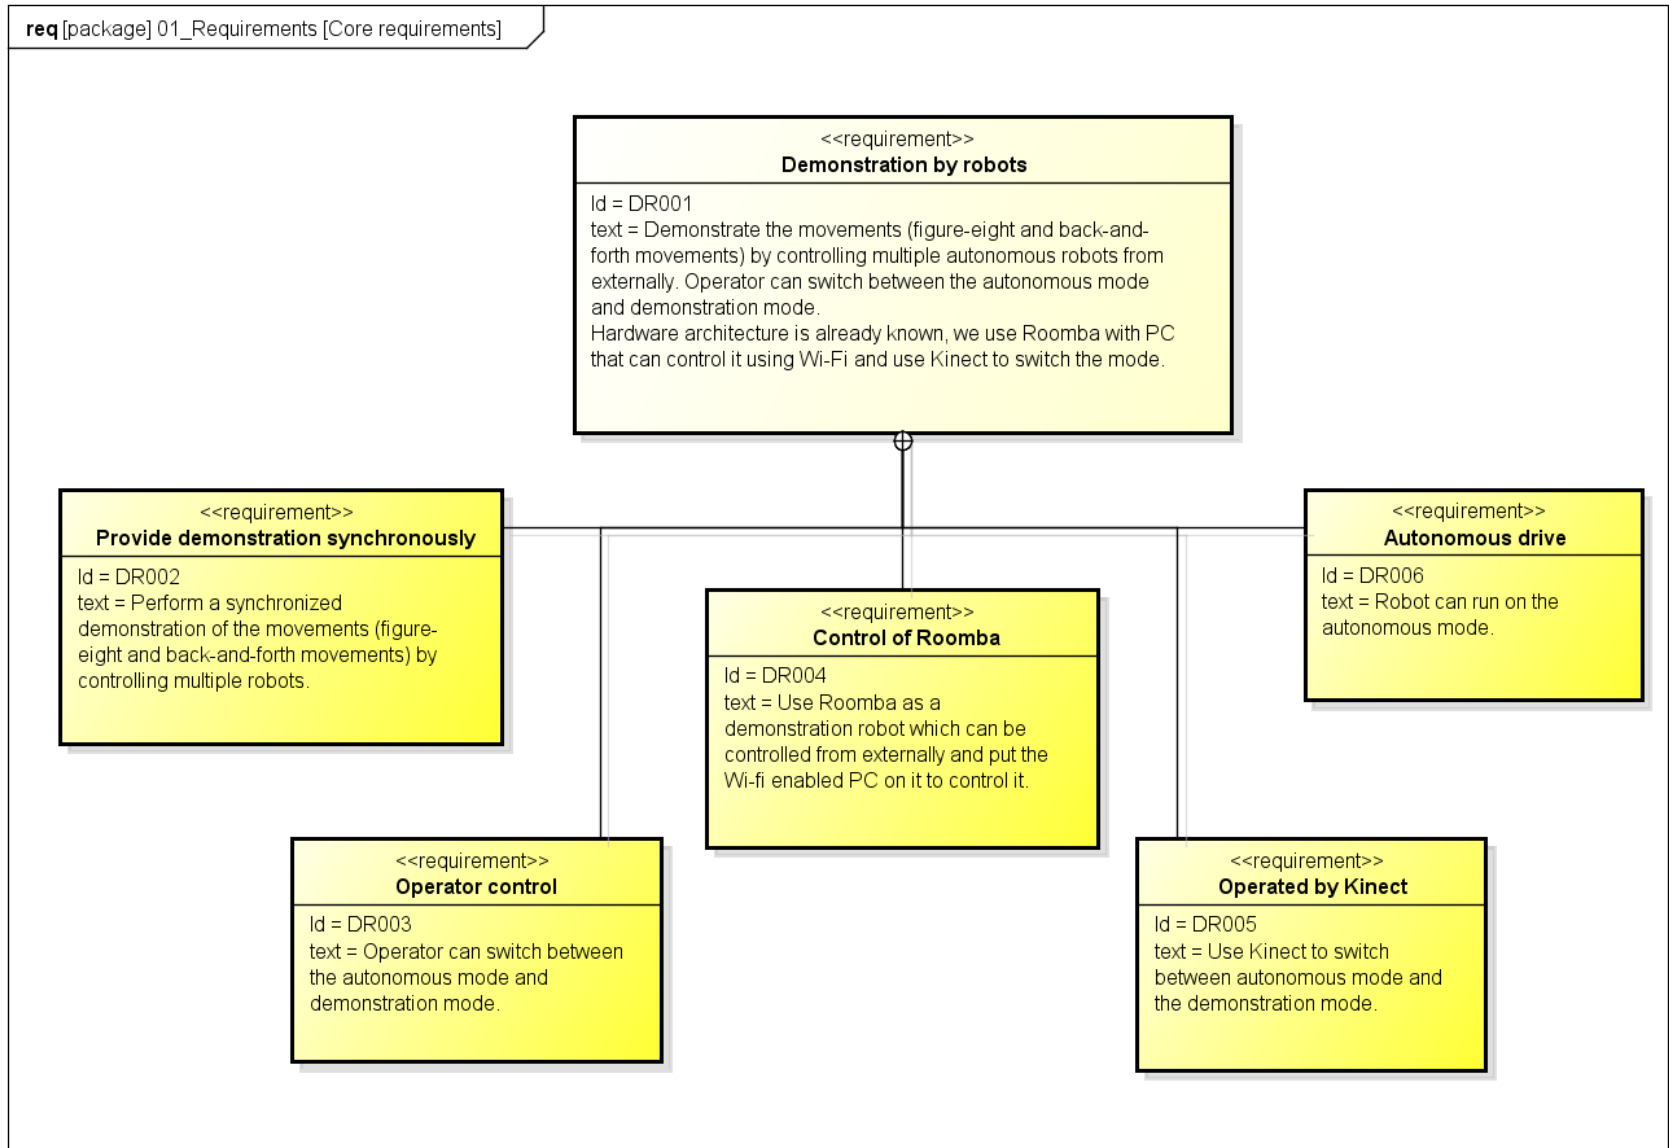 req [package] 01_Requirements [Core requirements]
<<requirement>>
Demonstration by robots
Id = DR001
text = Demonstrate the movements (figure-eight and back-and-
forth movements) by controlling multiple autonomous robots from
externally. Operator can switch between the autonomous mode
and demonstration mode.
Hardware architecture is already known, we use Roomba with PC
that can control it using Wi-Fi and use Kinect to switch the mode.
<<requirement>>
Provide demonstration synchronously
Id = DR002
text = Perform a synchronized
demonstration of the movements (figure-
eight and back-and-forth movements) by
controlling multiple robots.
<<requirement>>
Control of Roomba
Id = DR004
text = Use Roomba as a
demonstration robot which can be
controlled from externally and put the
Wi-fi enabled PC on it to control it.
<<requirement>>
Autonomous drive
Id = DR006
text = Robot can run on the
autonomous mode.
<<requirement>>
Operator control
Id = DR003
text = Operator can switch between
the autonomous mode and
demonstration mode.
<<requirement>>
Operated by Kinect
Id = DR005
text = Use Kinect to switch
between autonomous mode and
the demonstration mode.